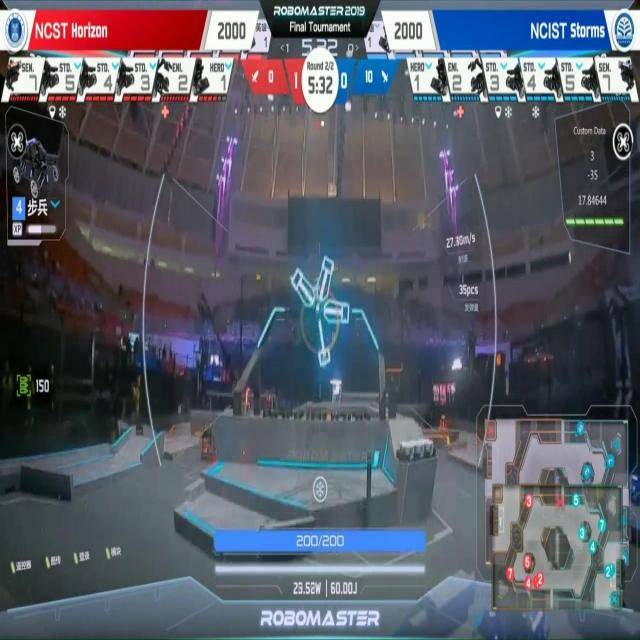 ROBOMASTER 2019
Final Tournament
NCST Horizon
2000
2000
NCIST Storms
Round 2/2
5:32
SEN. 7
STD. 5
STD. 4
STD. 3
ENI. 2
HERO 1
0
1
0
10
HERO 1
ENI. 2
STD. 3
STD. 4
STD. 5
SEN. 7
Custom Data
3
-35
17.84644
4 步兵
XP
27.30m/s
35pcs
150
200/200
23.52W | 60.00J
ROBOMASTER